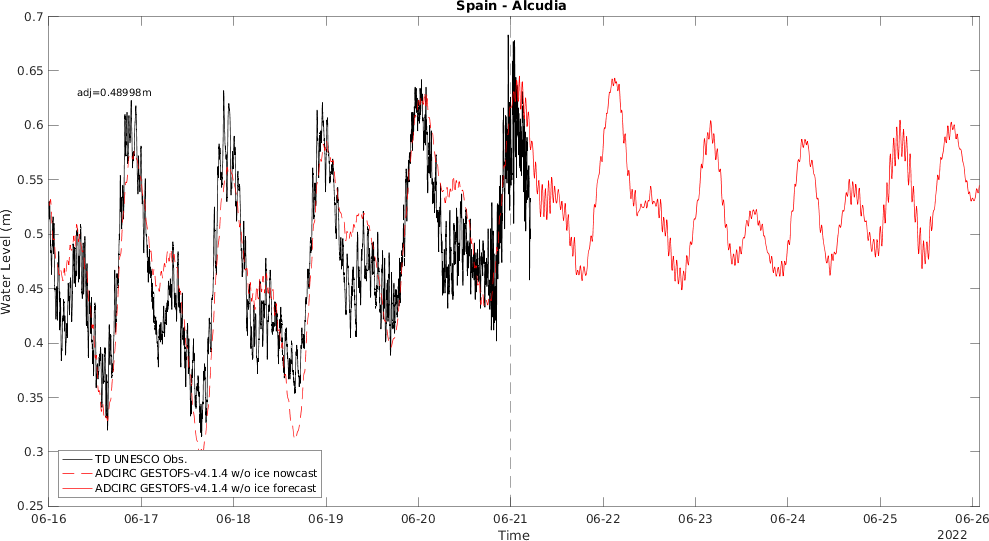 Spain - Alcudia
0.7
0.65
0.6
0.55
0.5
0.45
0.4
0.35
0.3
0.25
Water Level (m)
adj=0.48998m
TD UNESCO Obs.
ADCIRC GESTOFS-v4.1.4 w/o ice nowcast
ADCIRC GESTOFS-v4.1.4 w/o ice forecast
06-16 06-17 06-18 06-19 06-20 06-21 06-22 06-23 06-24 06-25 06-26
Time
2022